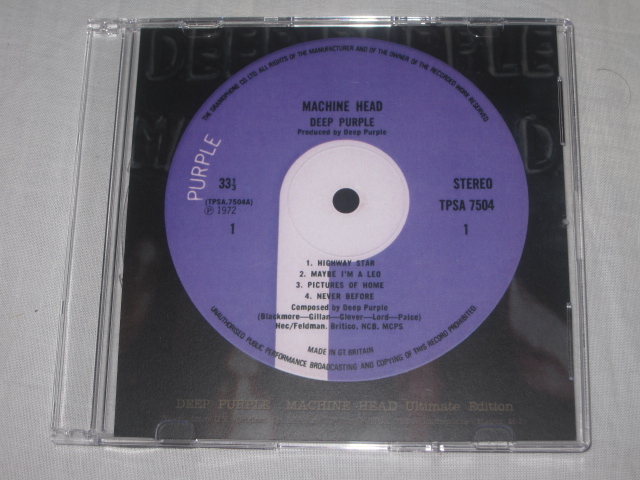 DEEP PURPLE
MACHINE HEAD
THE GRAMOPHONE CO LTD. ALL RIGHTS OF THE MANUFACTURER AND OF THE OWNER OF THE RECORDED WORK RESERVED.
MACHINE HEAD
DEEP PURPLE
Produced by Deep Purple
PURPLE
33⅓
STEREO
(TPSA.7504A)
TPSA 7504
℗ 1972
1
1
1. HIGHWAY STAR
2. MAYBE I'M A LEO
3. PICTURES OF HOME
4. NEVER BEFORE
Composed by Deep Purple
(Blackmore—Gillan—Glover—Lord—Paice)
Hec/Feldman. Britico. NCB. MCPS
MADE IN GT. BRITAIN
UNAUTHORISED PUBLIC PERFORMANCE BROADCASTING AND COPYING OF THIS RECORD PROHIBITED.
DEEP PURPLE MACHINE HEAD Ultimate Edition